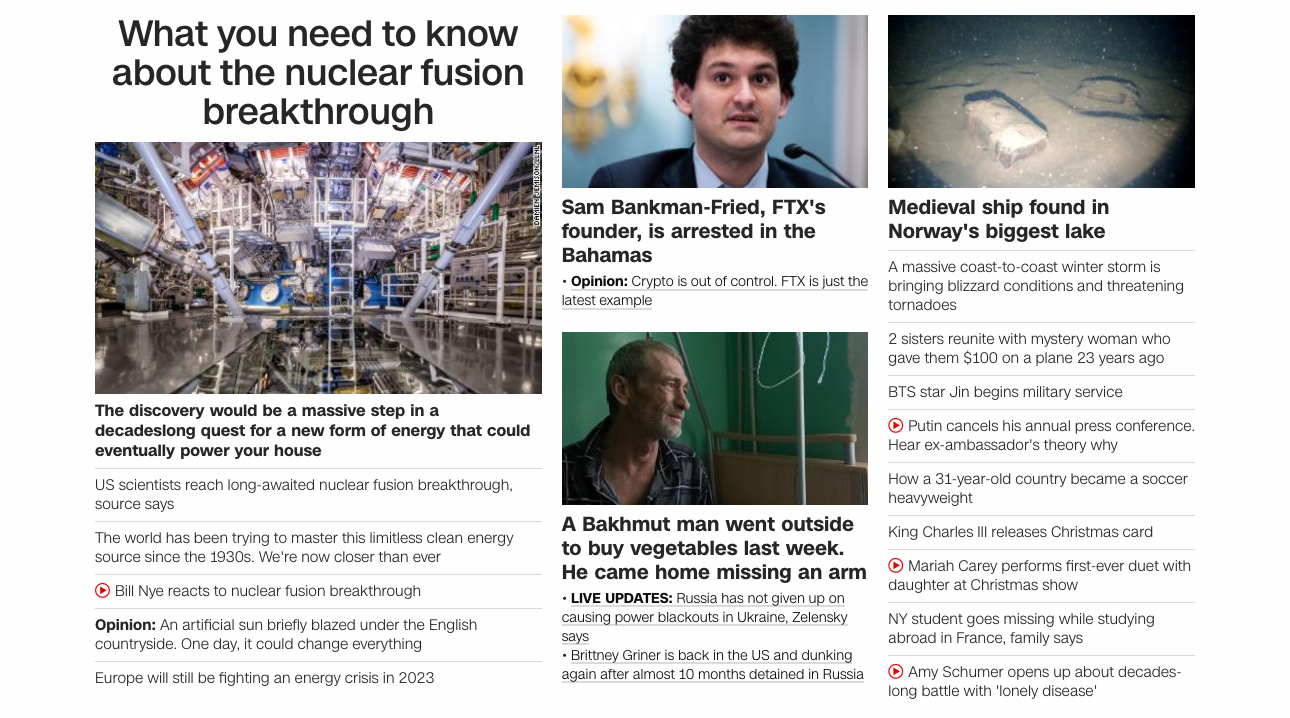 What you need to know
about the nuclear fusion
breakthrough
DAMIEN JEMISON/LLNL
The discovery would be a massive step in a
decadeslong quest for a new form of energy that could
eventually power your house
US scientists reach long-awaited nuclear fusion breakthrough,
source says
The world has been trying to master this limitless clean energy
source since the 1930s. We're now closer than ever
Bill Nye reacts to nuclear fusion breakthrough
Opinion: An artificial sun briefly blazed under the English
countryside. One day, it could change everything
Europe will still be fighting an energy crisis in 2023
Sam Bankman-Fried, FTX's
founder, is arrested in the
Bahamas
• Opinion: Crypto is out of control. FTX is just the
latest example
A Bakhmut man went outside
to buy vegetables last week.
He came home missing an arm
• LIVE UPDATES: Russia has not given up on
causing power blackouts in Ukraine, Zelensky
says
• Brittney Griner is back in the US and dunking
again after almost 10 months detained in Russia
Medieval ship found in
Norway's biggest lake
A massive coast-to-coast winter storm is
bringing blizzard conditions and threatening
tornadoes
2 sisters reunite with mystery woman who
gave them $100 on a plane 23 years ago
BTS star Jin begins military service
Putin cancels his annual press conference.
Hear ex-ambassador's theory why
How a 31-year-old country became a soccer
heavyweight
King Charles III releases Christmas card
Mariah Carey performs first-ever duet with
daughter at Christmas show
NY student goes missing while studying
abroad in France, family says
Amy Schumer opens up about decades-
long battle with 'lonely disease'